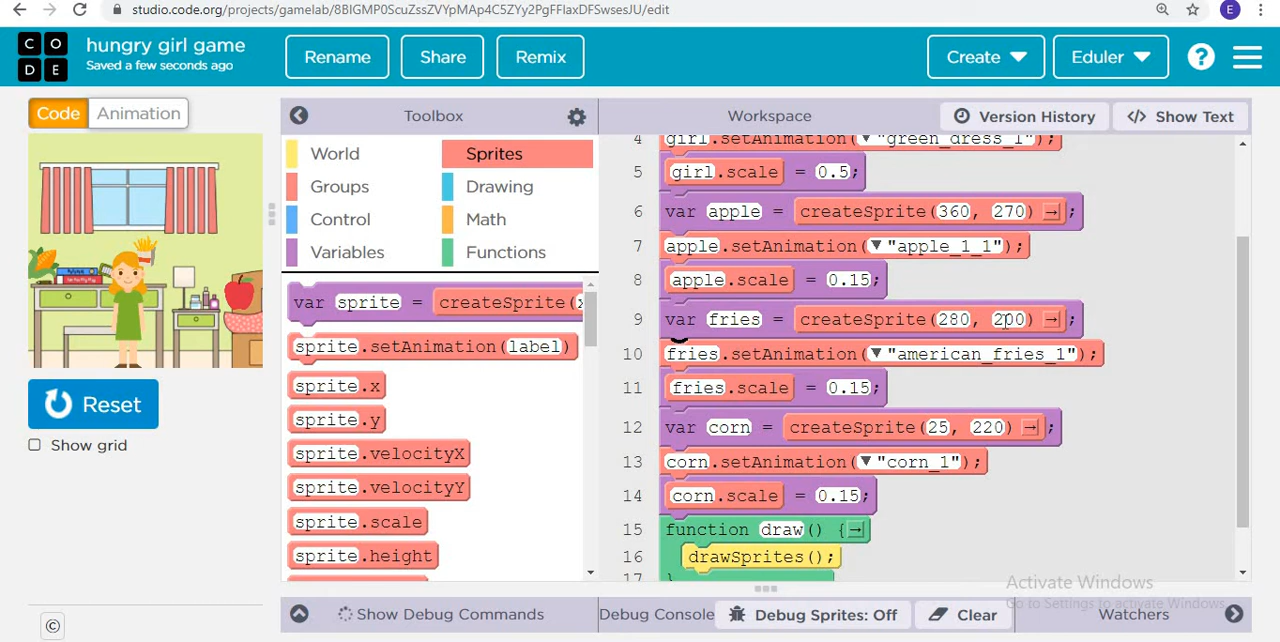 studio.code.org/projects/gamelab/8BIGMP0ScuZssZVYpMAp4C5ZYy2PgFFIaxDFSwsesJU/edit
E
C O
D E
hungry girl game
Saved a few seconds ago
Rename
Share
Remix
Create
Eduler
?
Code
Animation
Toolbox
Workspace
Version History
</> Show Text
World
Sprites
Groups
Drawing
Control
Math
Variables
Functions
var sprite = createSprite(x
sprite.setAnimation(label)
sprite.x
sprite.y
sprite.velocityX
sprite.velocityY
sprite.scale
sprite.height
4 girl.setAnimation(▼"green_dress_1");
5 girl.scale = 0.5;
6 var apple = createSprite(360, 270)→;
7 apple.setAnimation(▼"apple_1_1");
8 apple.scale = 0.15;
9 var fries = createSprite(280, 200)→;
10 fries.setAnimation(▼"american_fries_1");
11 fries.scale = 0.15;
12 var corn = createSprite(25, 220)→;
13 corn.setAnimation(▼"corn_1");
14 corn.scale = 0.15;
15 function draw() {→
16 drawSprites();
17 }
Reset
Show grid
Activate Windows
Go to Settings to activate Windows.
©
Show Debug Commands
Debug Console
Debug Sprites: Off
Clear
Watchers